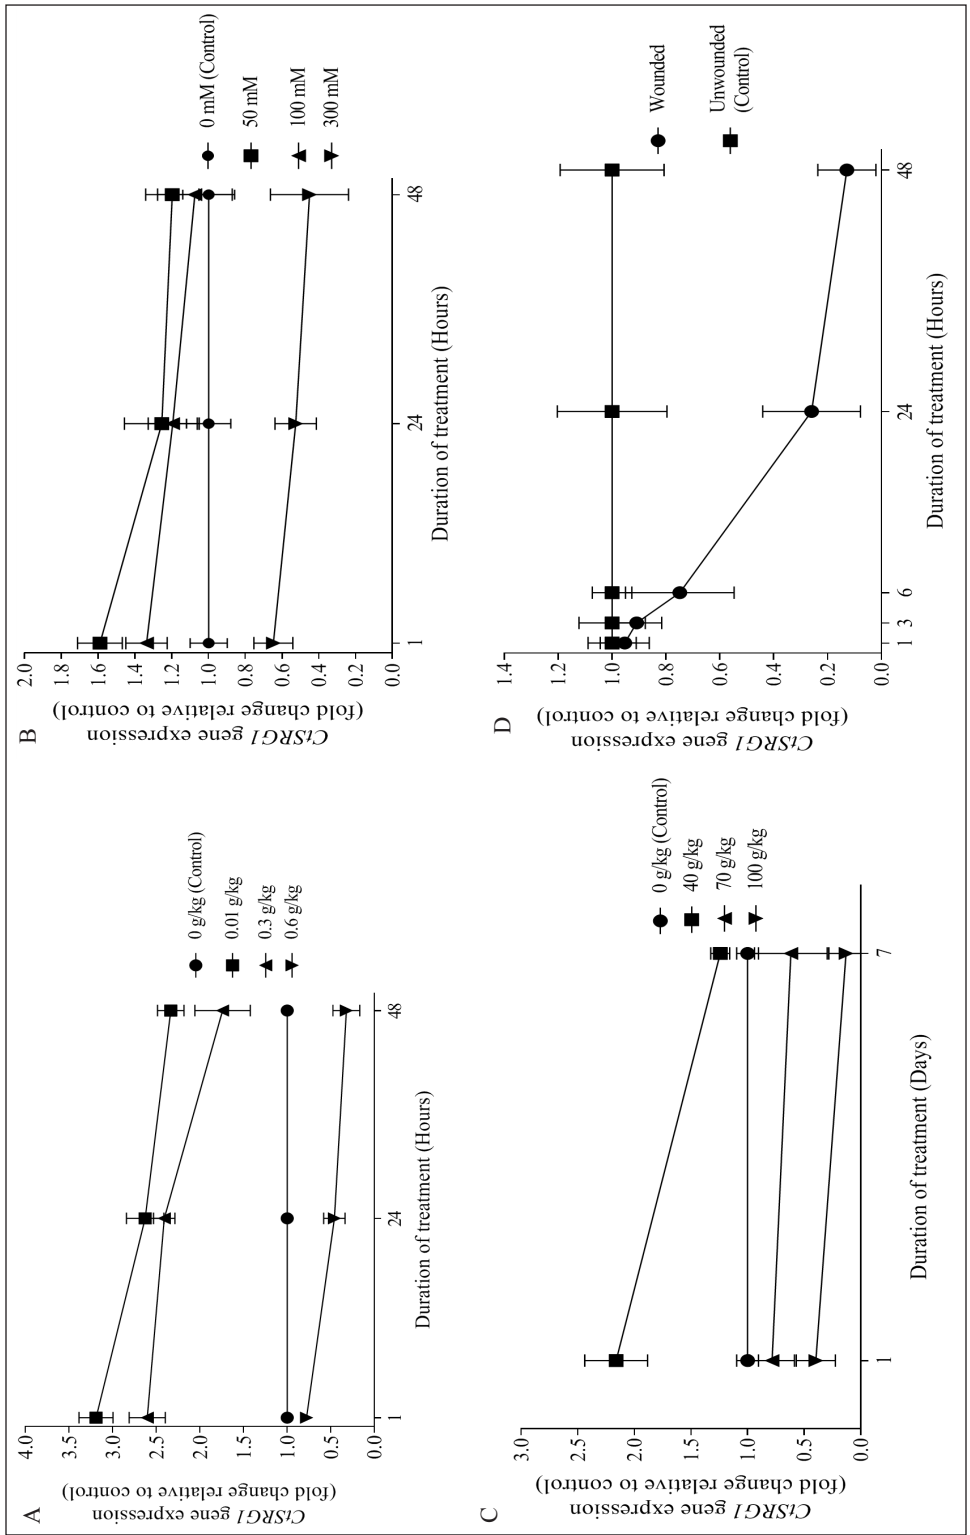 A
CtSRG1 gene expression
(fold change relative to control)
4.0
3.5
3.0
2.5
2.0
1.5
1.0
0.5
0.0
1
24
48
Duration of treatment (Hours)
0 g/kg (Control)
0.01 g/kg
0.3 g/kg
0.6 g/kg
B
CtSRG1 gene expression
(fold change relative to control)
2.0
1.8
1.6
1.4
1.2
1.0
0.8
0.6
0.4
0.2
0.0
1
24
48
Duration of treatment (Hours)
0 mM (Control)
50 mM
100 mM
300 mM
C
CtSRG1 gene expression
(fold change relative to control)
3.0
2.5
2.0
1.5
1.0
0.5
0.0
1
7
Duration of treatment (Days)
0 g/kg (Control)
40 g/kg
70 g/kg
100 g/kg
D
CtSRG1 gene expression
(fold change relative to control)
1.4
1.2
1.0
0.8
0.6
0.4
0.2
0.0
1
3
6
24
48
Duration of treatment (Hours)
Wounded
Unwounded
(Control)